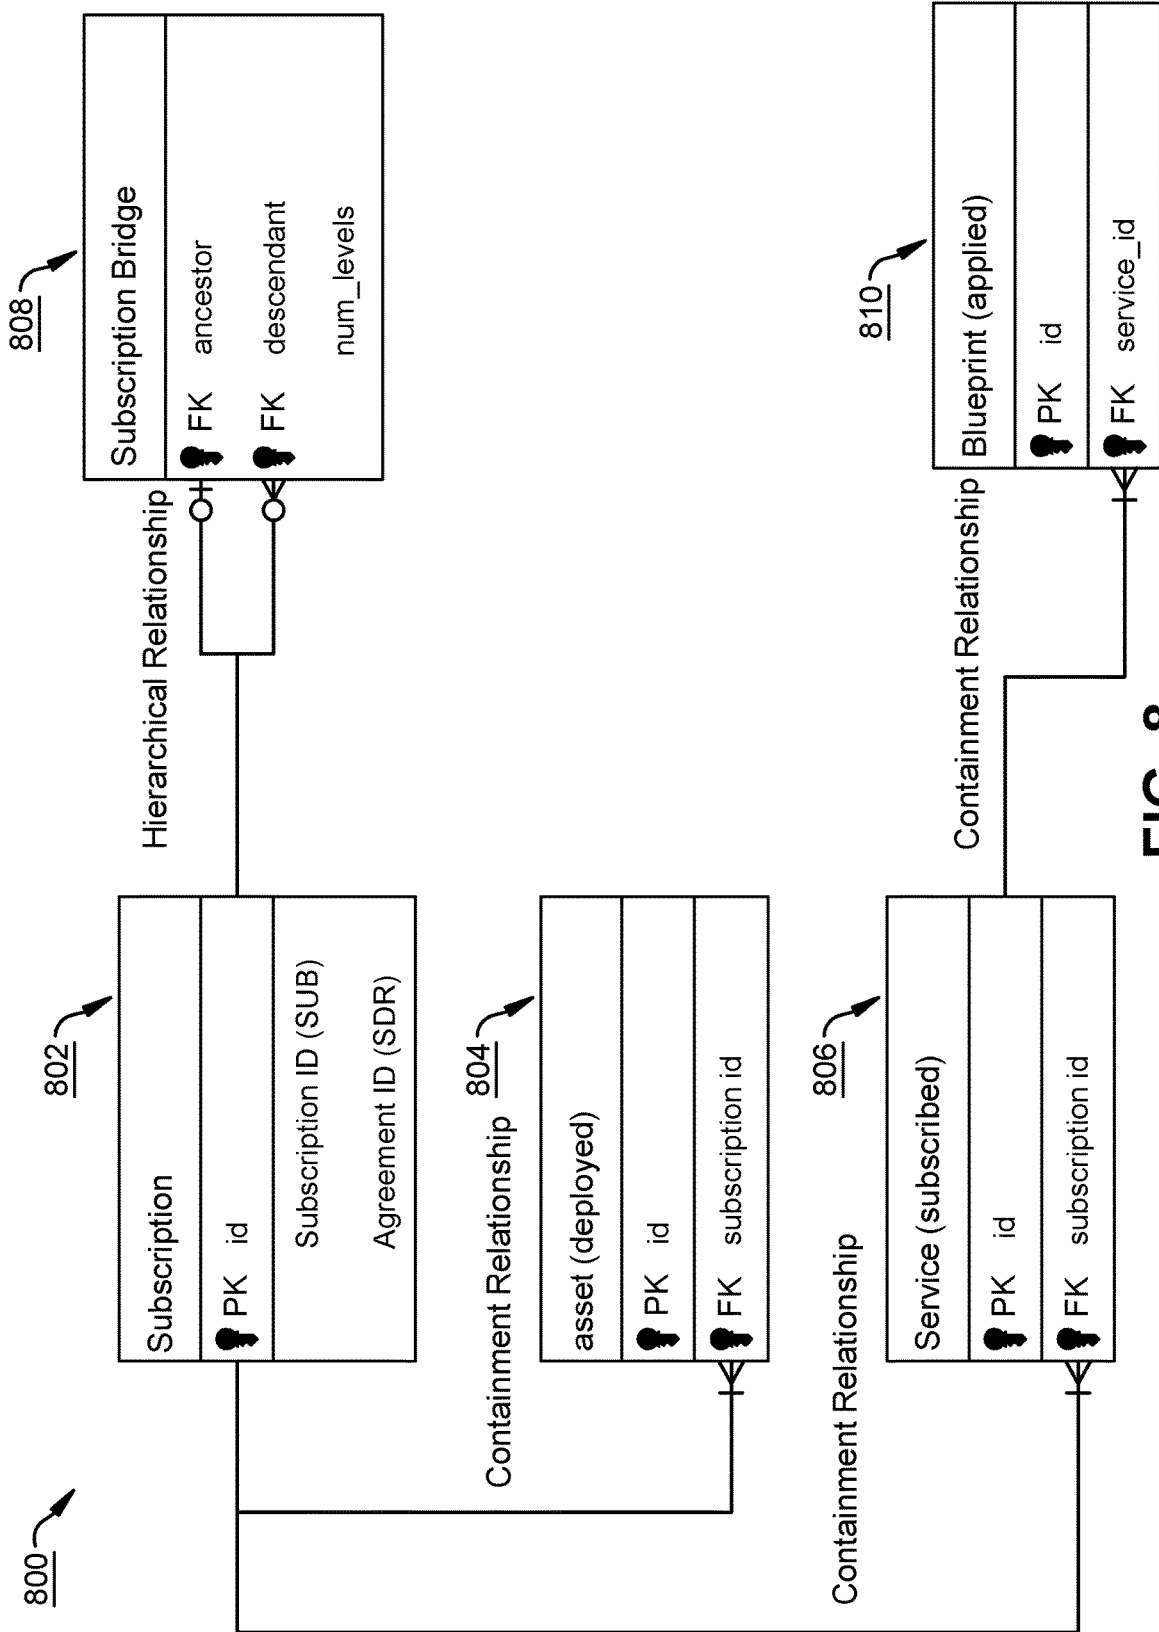 800
802
Subscription
PK id
Subscription ID (SUB)
Agreement ID (SDR)
Hierarchical Relationship
808
Subscription Bridge
FK ancestor
FK descendant
num_levels
Containment Relationship
804
asset (deployed)
PK id
FK subscription id
Containment Relationship
806
Service (subscribed)
PK id
FK subscription id
Containment Relationship
810
Blueprint (applied)
PK id
FK service_id